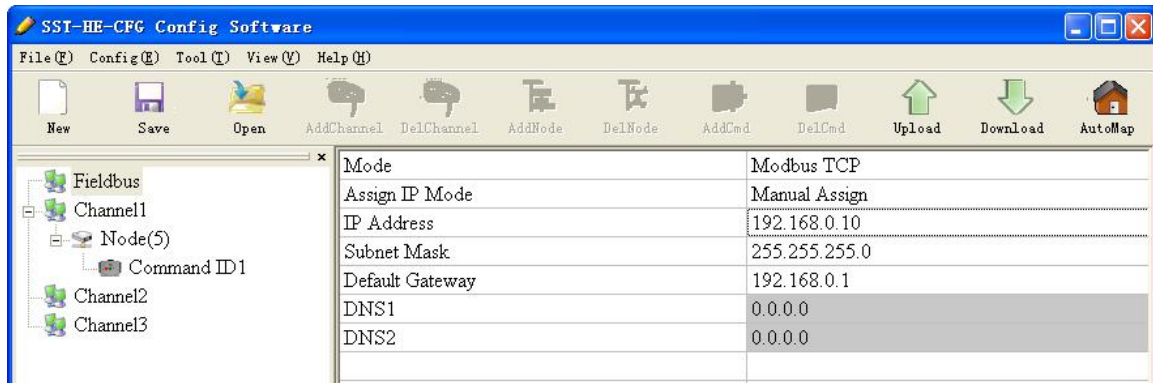 SST-HE-CFG Config Software
File(F) Config(E) Tool(T) View(V) Help(H)
New Save Open AddChannel DelChannel AddNode DelNode AddCmd DelCmd Upload Download AutoMap
Fieldbus
Channel1
Node(5)
Command ID1
Channel2
Channel3
Mode Modbus TCP
Assign IP Mode Manual Assign
IP Address 192.168.0.10
Subnet Mask 255.255.255.0
Default Gateway 192.168.0.1
DNS1 0.0.0.0
DNS2 0.0.0.0